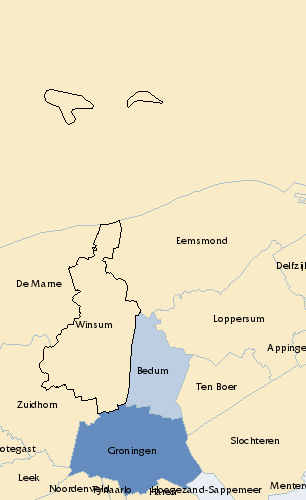 Eemsmond
Delfzijl
De Marne
Loppersum
Winsum
Appinge
Bedum
Ten Boer
Zuidhorn
Slochteren
otegast
Groningen
Leek
Noordenveld
Tynaarlo
Haren
Hoogezand-Sappemeer
Menter